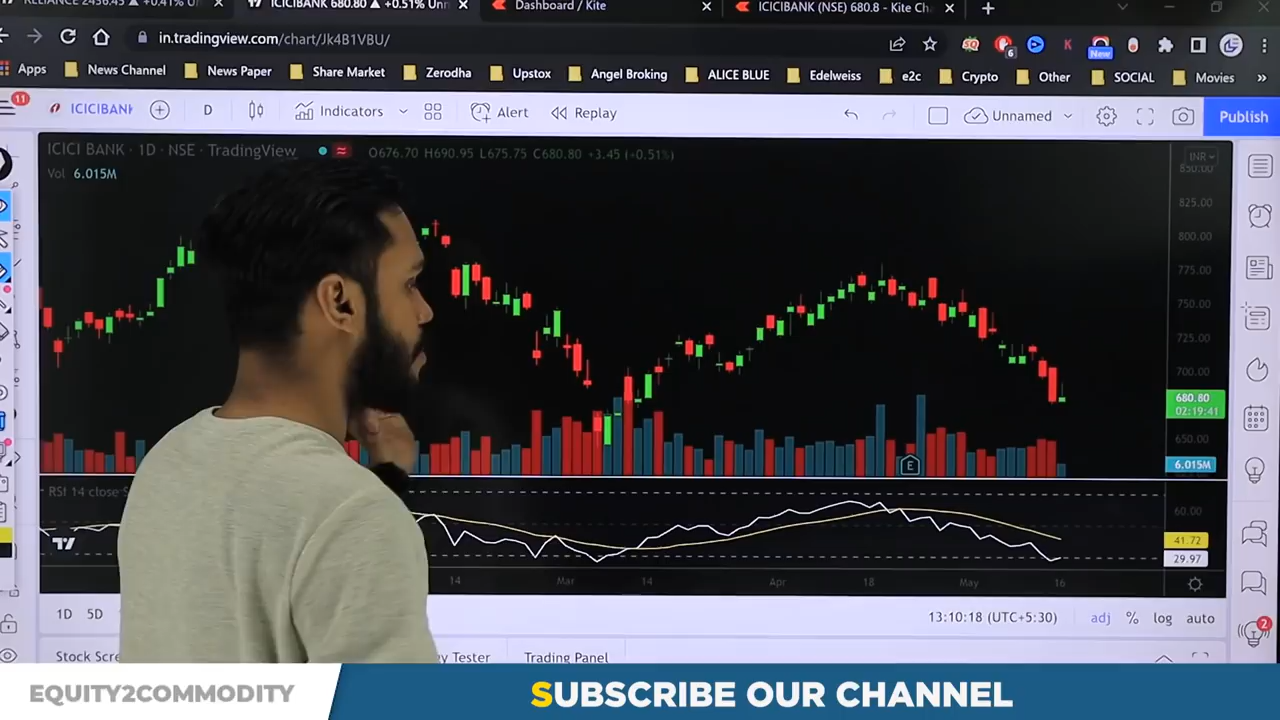 RELIANCE 2436.45 ▲ +0.41% Un
ICICIBANK 680.80 ▲ +0.51% Unn
Dashboard / Kite
ICICIBANK (NSE) 680.8 - Kite Ch
in.tradingview.com/chart/Jk4B1VBU/
6
New
Apps
News Channel
News Paper
Share Market
Zerodha
Upstox
Angel Broking
ALICE BLUE
Edelweiss
e2c
Crypto
Other
SOCIAL
Movies
»
11
ICICIBANK
D
Indicators
Alert
Replay
Unnamed
Publish
ICICI BANK · 1D · NSE · TradingView
O676.70 H690.95 L675.75 C680.80 +3.45 (+0.51%)
INR
Vol 6.015M
850.00
825.00
800.00
775.00
750.00
725.00
700.00
680.80
02:19:41
650.00
6.015M
E
RSI 14 close S
60.00
41.72
29.97
14
Mar
14
Apr
18
May
16
1D
5D
13:10:18 (UTC+5:30)
adj
%
log
auto
2
Stock Scre
y Tester
Trading Panel
EQUITY2COMMODITY
SUBSCRIBE OUR CHANNEL